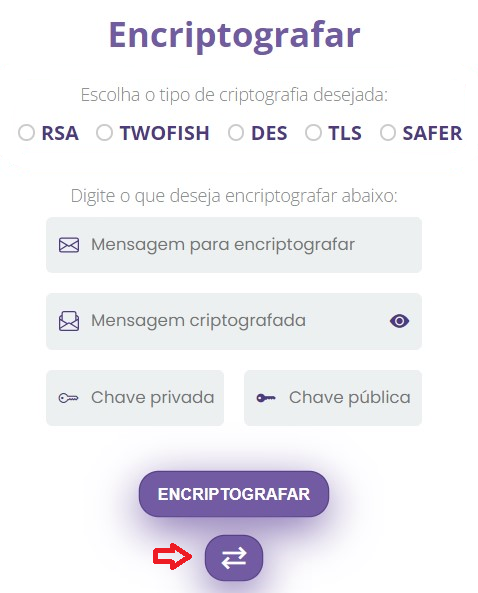 Encriptografar
Escolha o tipo de criptografia desejada:
RSA TWOFISH DES TLS SAFER
Digite o que deseja encriptografar abaixo:
Mensagem para encriptografar
Mensagem criptografada
Chave privada Chave pública
ENCRIPTOGRAFAR